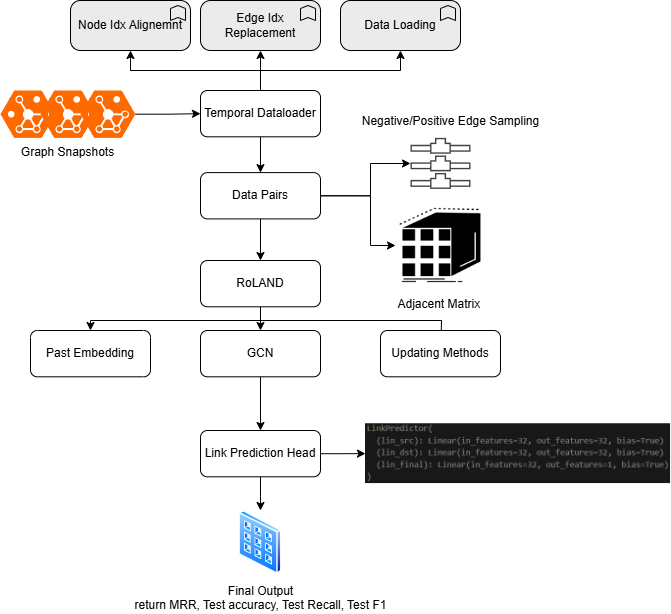 Node Idx Alignemnt
Edge Idx
Replacement
Data Loading
Temporal Dataloader
Graph Snapshots
Negative/Positive Edge Sampling
Data Pairs
RoLAND
Adjacent Matrix
Past Embedding
GCN
Updating Methods
Link Prediction Head
LinkPredictor(
(lin_src): Linear(in_features=32, out_features=32, bias=True)
(lin_dst): Linear(in_features=32, out_features=32, bias=True)
(lin_final): Linear(in_features=32, out_features=1, bias=True)
)
Final Output
return MRR, Test accuracy, Test Recall, Test F1